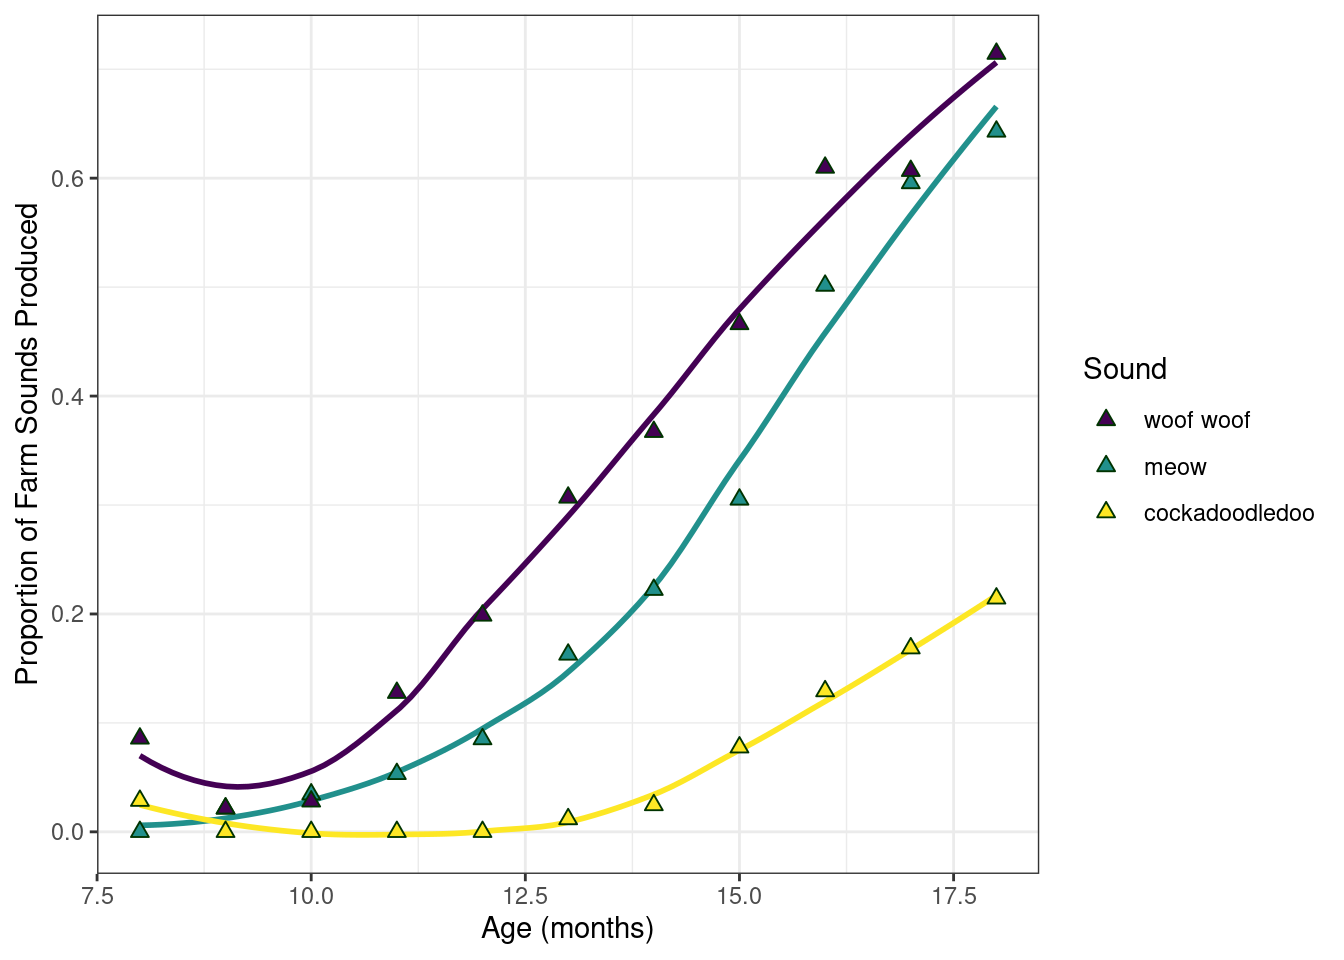 Proportion of Farm Sounds Produced
0.6
0.4
0.2
0.0
7.5 10.0 12.5 15.0 17.5
Age (months)
Sound
woof woof
meow
cockadoodledoo